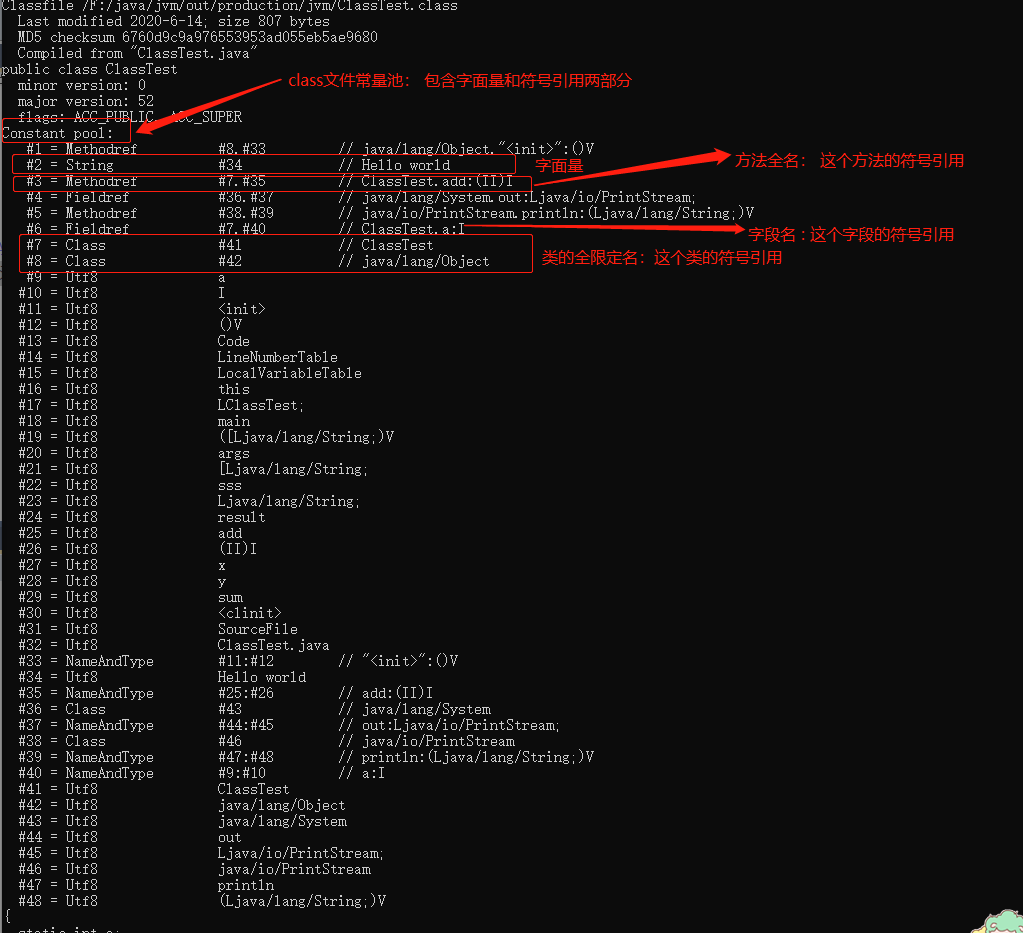 Classfile /F:/java/jvm/out/production/jvm/ClassTest.class
Last modified 2020-6-14; size 807 bytes
MD5 checksum 6760d9c9a976553953ad055eb5ae9680
Compiled from "ClassTest.java"
public class ClassTest
minor version: 0
class文件常量池： 包含字面量和符号引用两部分
major version: 52
flags: ACC_PUBLIC, ACC_SUPER
Constant pool:
#1 = Methodref #8.#33 // java/lang/Object."<init>":()V
#2 = String #34 // Hello world 字面量
方法全名： 这个方法的符号引用
#3 = Methodref #7.#35 // ClassTest.add:(II)I
#4 = Fieldref #36.#37 // java/lang/System.out:Ljava/io/PrintStream;
#5 = Methodref #38.#39 // java/io/PrintStream.println:(Ljava/lang/String;)V
#6 = Fieldref #7.#40 // ClassTest.a:I
字段名：这个字段的符号引用
#7 = Class #41 // ClassTest
#8 = Class #42 // java/lang/Object
类的全限定名：这个类的符号引用
#9 = Utf8 a
#10 = Utf8 I
#11 = Utf8 <init>
#12 = Utf8 ()V
#13 = Utf8 Code
#14 = Utf8 LineNumberTable
#15 = Utf8 LocalVariableTable
#16 = Utf8 this
#17 = Utf8 LClassTest;
#18 = Utf8 main
#19 = Utf8 ([Ljava/lang/String;)V
#20 = Utf8 args
#21 = Utf8 [Ljava/lang/String;
#22 = Utf8 sss
#23 = Utf8 Ljava/lang/String;
#24 = Utf8 result
#25 = Utf8 add
#26 = Utf8 (II)I
#27 = Utf8 x
#28 = Utf8 y
#29 = Utf8 sum
#30 = Utf8 <clinit>
#31 = Utf8 SourceFile
#32 = Utf8 ClassTest.java
#33 = NameAndType #11:#12 // "<init>":()V
#34 = Utf8 Hello world
#35 = NameAndType #25:#26 // add:(II)I
#36 = Class #43 // java/lang/System
#37 = NameAndType #44:#45 // out:Ljava/io/PrintStream;
#38 = Class #46 // java/io/PrintStream
#39 = NameAndType #47:#48 // println:(Ljava/lang/String;)V
#40 = NameAndType #9:#10 // a:I
#41 = Utf8 ClassTest
#42 = Utf8 java/lang/Object
#43 = Utf8 java/lang/System
#44 = Utf8 out
#45 = Utf8 Ljava/io/PrintStream;
#46 = Utf8 java/io/PrintStream
#47 = Utf8 println
#48 = Utf8 (Ljava/lang/String;)V
{
static int a;